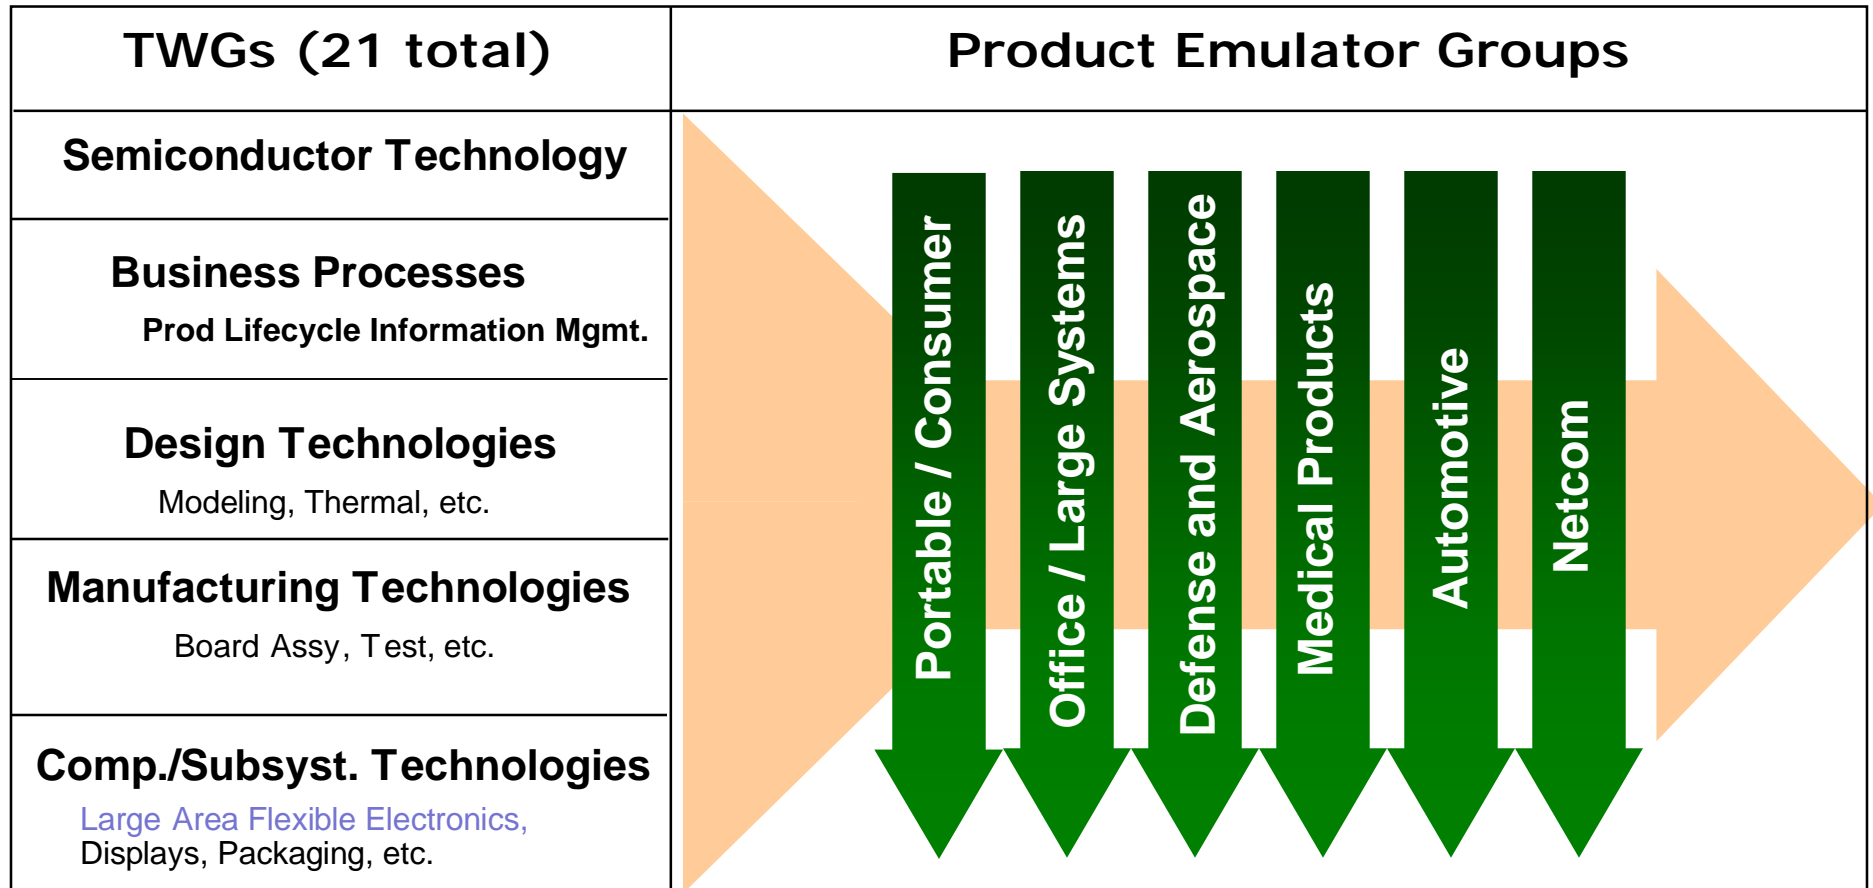 TWGs (21 total)
Product Emulator Groups
Semiconductor Technology
Business Processes
Prod Lifecycle Information Mgmt.
Design Technologies
Modeling, Thermal, etc.
Manufacturing Technologies
Board Assy, Test, etc.
Comp./Subsyst. Technologies
Large Area Flexible Electronics,
Displays, Packaging, etc.
Portable / Consumer
Office / Large Systems
Defense and Aerospace
Medical Products
Automotive
Netcom